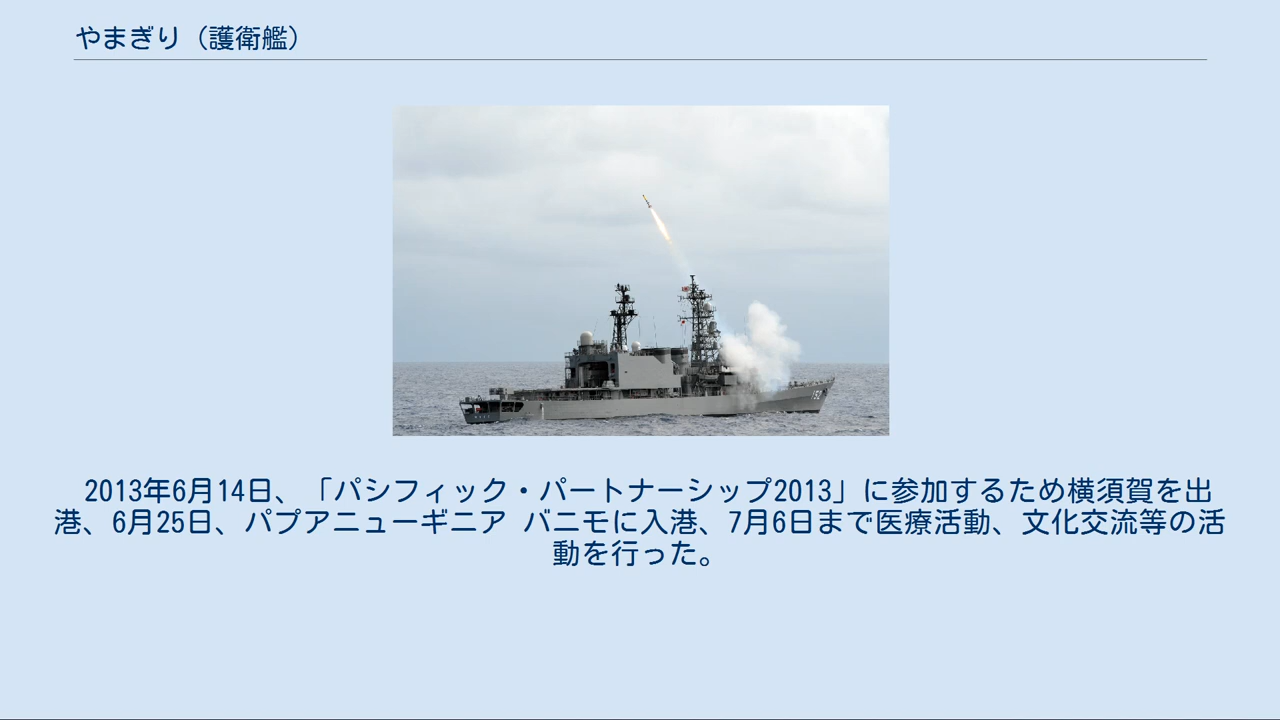 やまぎり（護衛艦）
152
2013年6月14日、「パシフィック・パートナーシップ2013」に参加するため横須賀を出
港、6月25日、パプアニューギニア バニモに入港、7月6日まで医療活動、文化交流等の活
動を行った。